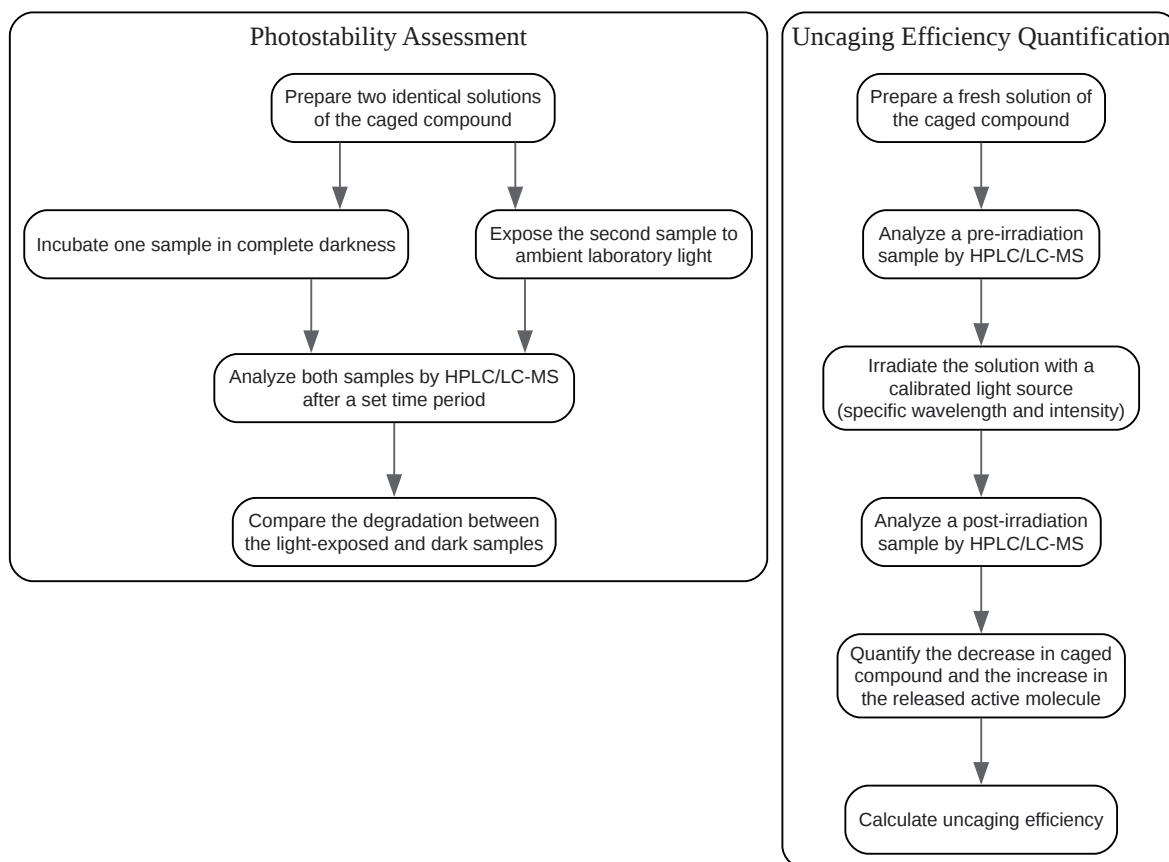 Photostability Assessment
Prepare two identical solutions
of the caged compound
Incubate one sample in complete darkness
Expose the second sample to
ambient laboratory light
Analyze both samples by HPLC/LC-MS
after a set time period
Compare the degradation between
the light-exposed and dark samples
Uncaging Efficiency Quantification
Prepare a fresh solution of
the caged compound
Analyze a pre-irradiation
sample by HPLC/LC-MS
Irradiate the solution with a
calibrated light source
(specific wavelength and intensity)
Analyze a post-irradiation
sample by HPLC/LC-MS
Quantify the decrease in caged
compound and the increase in
the released active molecule
Calculate uncaging efficiency